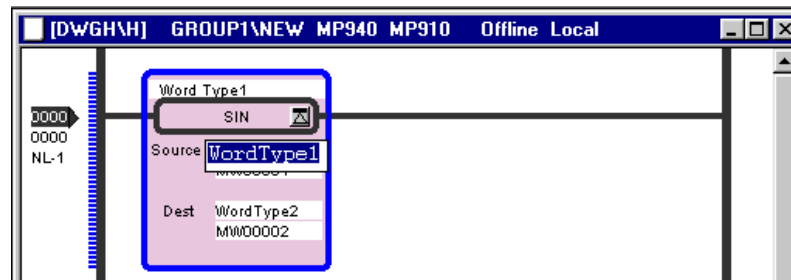 [DWGH\H] GROUP1\NEW MP940 MP910 Offline Local
Word Type1
SIN
0000
0000
NL-1
Source WordType1
Dest WordType2
MW00002